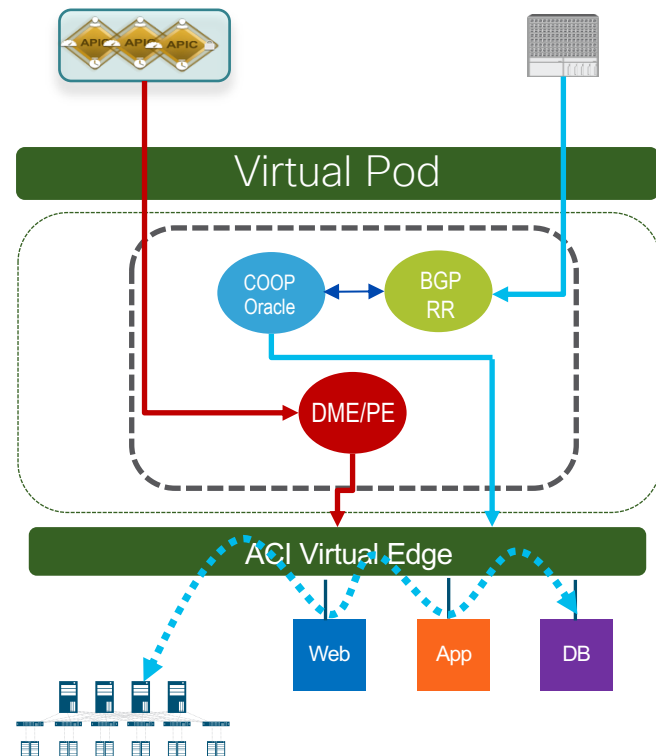 APIC APIC APIC
Virtual Pod
COOP
Oracle
BGP
RR
DME/PE
ACI Virtual Edge
Web
App
DB